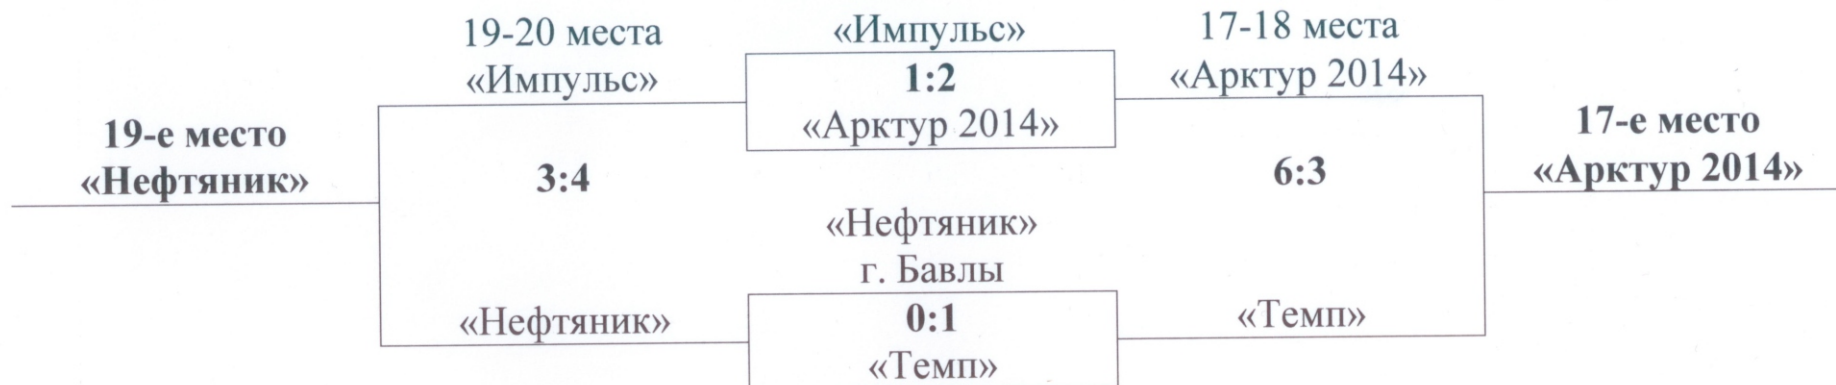 19-20 места
«Импульс»
«Импульс»
1:2
«Арктур 2014»
17-18 места
«Арктур 2014»
19-е место
«Нефтяник»
3:4
6:3
17-е место
«Арктур 2014»
«Нефтяник»
г. Бавлы
0:1
«Темп»
«Нефтяник»
«Темп»